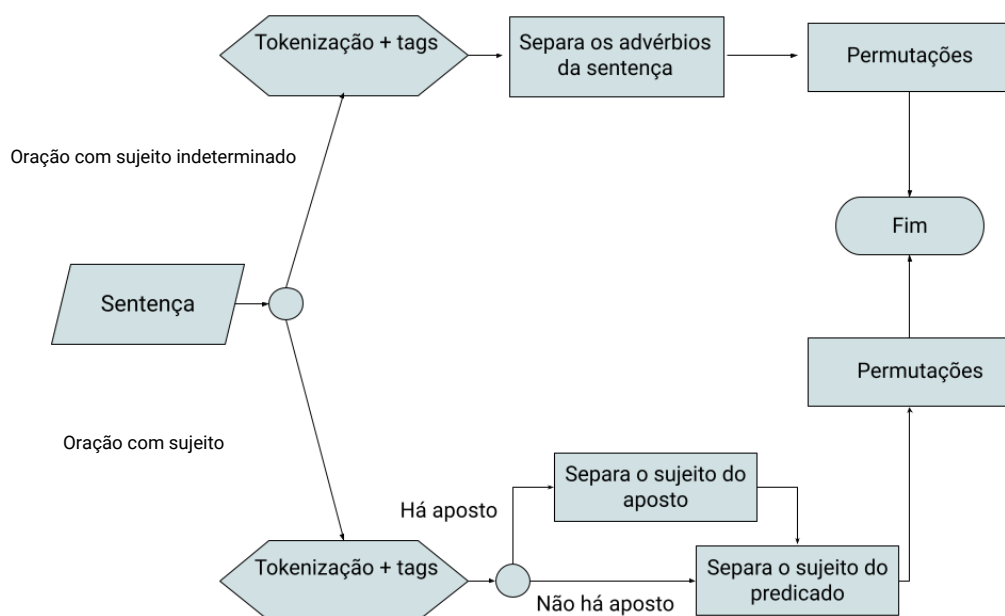 Tokenização + tags
Separa os advérbios
da sentença
Permutações
Oração com sujeito indeterminado
Fim
Sentença
Permutações
Oração com sujeito
Há aposto
Separa o sujeito do
aposto
Tokenização + tags
Não há aposto
Separa o sujeito do
predicado